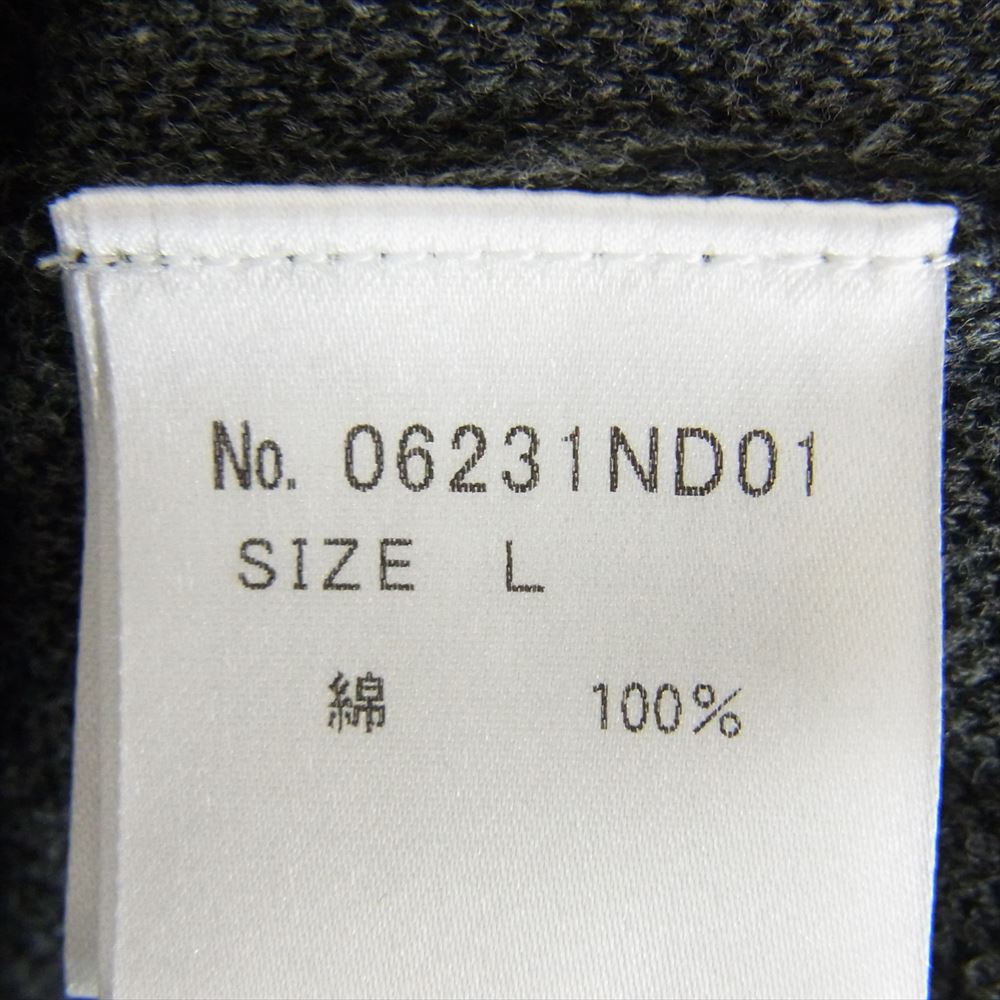 No. 06231ND01
SIZE L
綿 100%